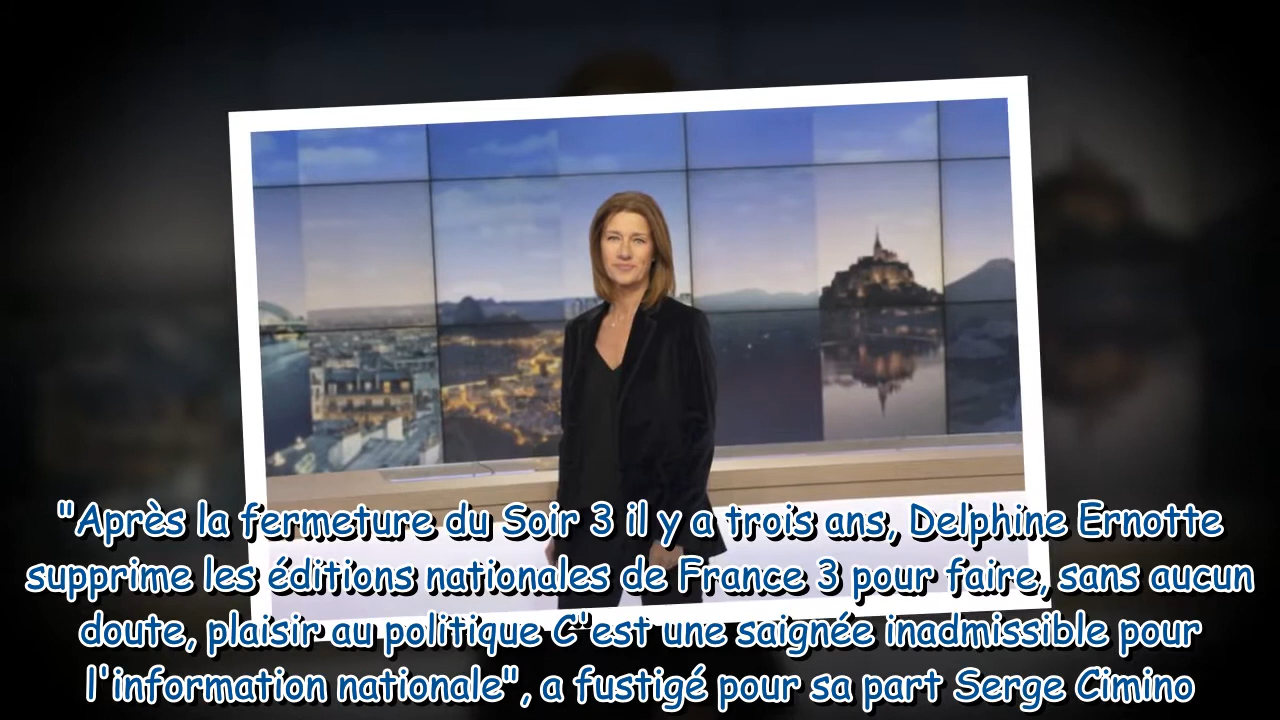 "Après la fermeture du Soir 3 il y a trois ans, Delphine Ernotte
supprime les éditions nationales de France 3 pour faire, sans aucun
doute, plaisir au politique C"est une saignée inadmissible pour
l'information nationale", a fustigé pour sa part Serge Cimino